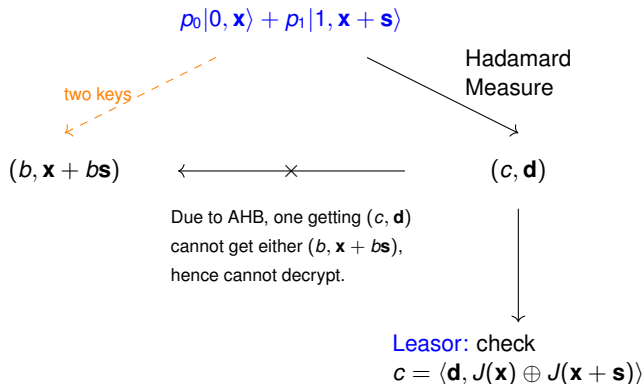 p₀|0, x⟩ + p₁|1, x + s⟩
Hadamard
Measure
two keys
(b, x + bs)
(c, d)
Due to AHB, one getting (c, d)
cannot get either (b, x + bs),
hence cannot decrypt.
Leasor: check
c = ⟨d, J(x) ⊕ J(x + s)⟩